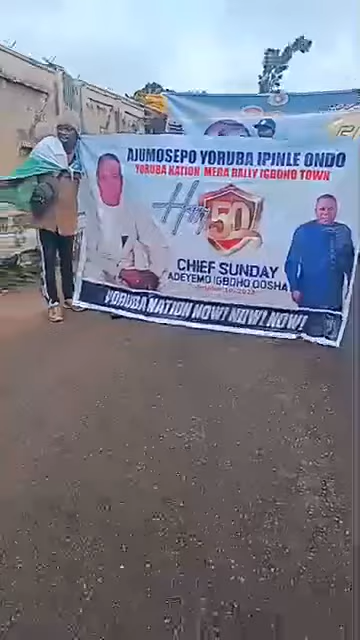 AJUMOSEPO YORUBA IPINLE ONDO
YORUBA NATION MEGA RALLY IGBOHO TOWN
Happy
50
CHIEF SUNDAY
ADEYEMO IGBOHO OOSHA
YORUBA NATION NOW! NOW! NOW!